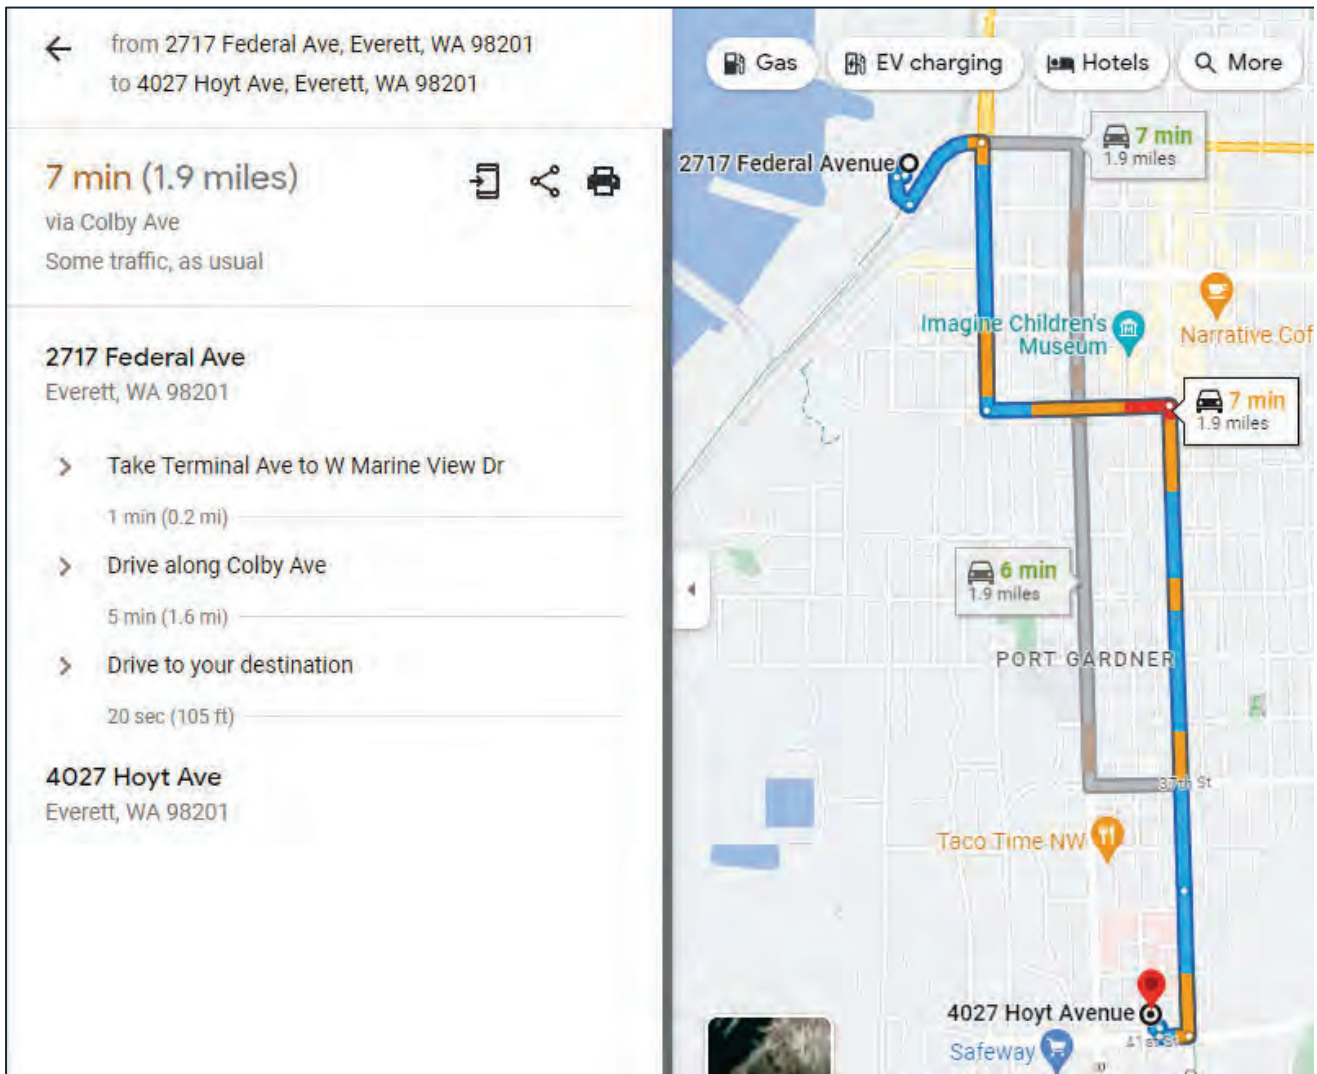 from 2717 Federal Ave, Everett, WA 98201
to 4027 Hoyt Ave, Everett, WA 98201
7 min (1.9 miles)
via Colby Ave
Some traffic, as usual
2717 Federal Ave
Everett, WA 98201
Take Terminal Ave to W Marine View Dr
1 min (0.2 mi)
Drive along Colby Ave
5 min (1.6 mi)
Drive to your destination
20 sec (105 ft)
4027 Hoyt Ave
Everett, WA 98201
Gas
EV charging
Hotels
More
7 min
1.9 miles
2717 Federal Avenue
Imagine Children's
Museum
Narrative Cof
7 min
1.9 miles
6 min
1.9 miles
PORT GARDNER
37th St
Taco Time NW
4027 Hoyt Avenue
41st St
Safeway